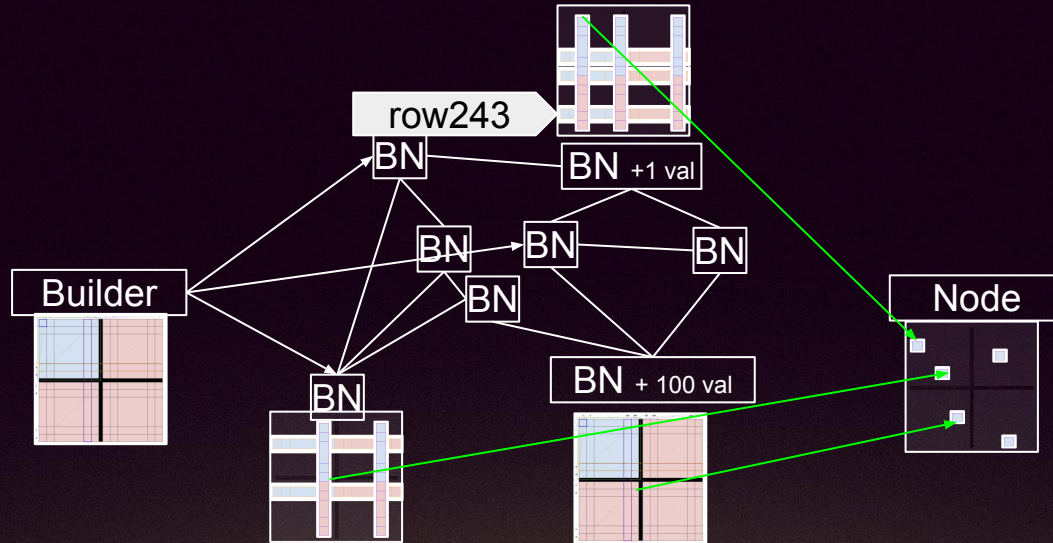 row243
BN
BN +1 val
BN
BN
BN
Builder
BN
Node
BN
BN + 100 val